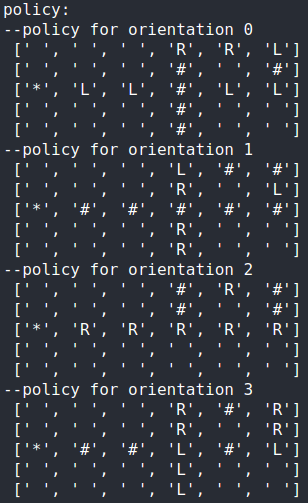 policy:
--policy for orientation 0
[' ', ' ', ' ', 'R', 'R', 'L']
[' ', ' ', ' ', '#', ' ', '#']
['*', 'L', 'L', '#', 'L', 'L']
[' ', ' ', ' ', '#', ' ', ' ']
[' ', ' ', ' ', '#', ' ', ' ']
--policy for orientation 1
[' ', ' ', ' ', 'L', '#', '#']
[' ', ' ', ' ', 'R', ' ', 'L']
['*', '#', '#', '#', '#', '#']
[' ', ' ', ' ', 'R', ' ', ' ']
[' ', ' ', ' ', 'R', ' ', ' ']
--policy for orientation 2
[' ', ' ', ' ', '#', 'R', '#']
[' ', ' ', ' ', '#', ' ', '#']
['*', 'R', 'R', 'R', 'R', 'R']
[' ', ' ', ' ', ' ', ' ', ' ']
[' ', ' ', ' ', ' ', ' ', ' ']
--policy for orientation 3
[' ', ' ', ' ', 'R', '#', 'R']
[' ', ' ', ' ', 'R', ' ', 'R']
['*', '#', '#', 'L', '#', 'L']
[' ', ' ', ' ', 'L', ' ', ' ']
[' ', ' ', ' ', 'L', ' ', ' ']